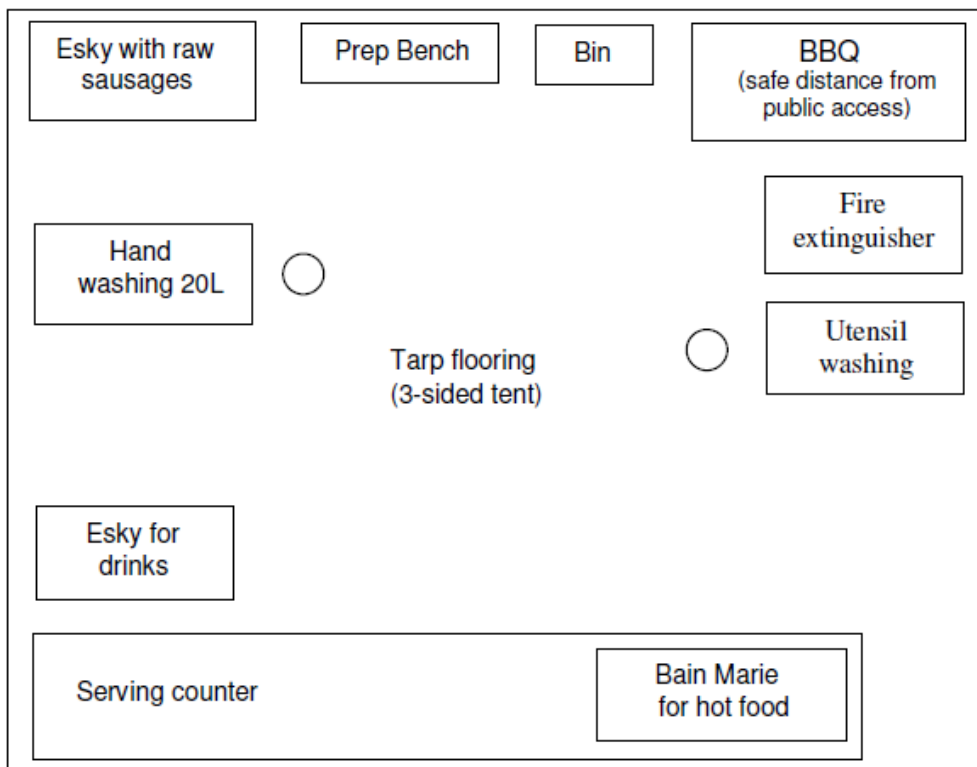 Esky with raw
sausages
Prep Bench
Bin
BBQ
(safe distance from
public access)
Fire
extinguisher
Hand
washing 20L
Utensil
washing
Tarp flooring
(3-sided tent)
Esky for
drinks
Serving counter
Bain Marie
for hot food